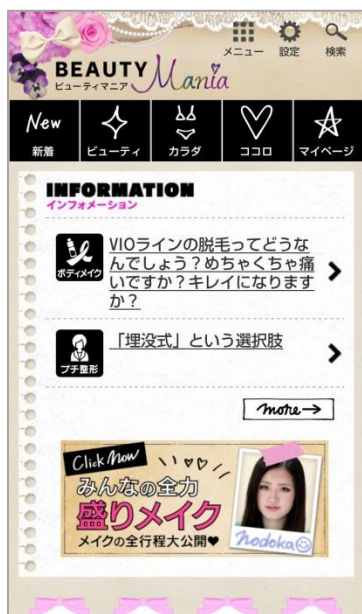 メニュー 設定 検索
BEAUTY Mania
ビューティマニア
New
新着 ビューティ カラダ ココロ マイページ
INFORMATION
インフォメーション
VIOラインの脱毛ってどうな
んでしょう?めちゃくちゃ痛
いですか?キレイになります
か?
ボディメイク
「埋没式」という選択肢
プチ整形
more→
Click Now
みんなの全力
盛りメイク
メイクの全行程大公開♥
nodoka